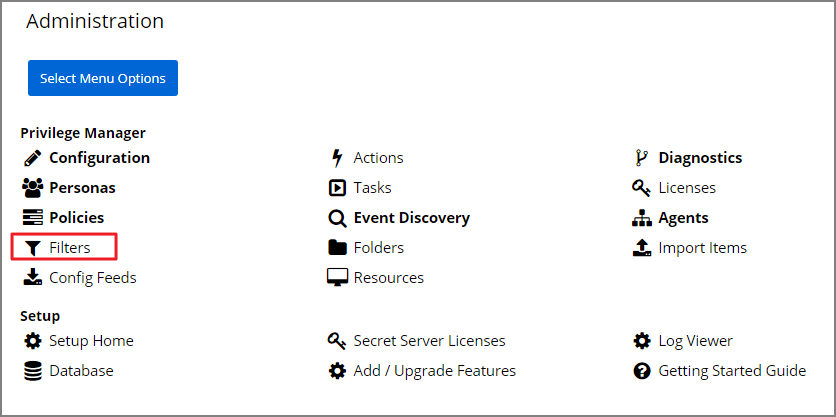 Administration
Select Menu Options
Privilege Manager
Configuration
Actions
Diagnostics
Personas
Tasks
Licenses
Policies
Event Discovery
Agents
Filters
Folders
Import Items
Config Feeds
Resources
Setup
Setup Home
Secret Server Licenses
Log Viewer
Database
Add / Upgrade Features
Getting Started Guide